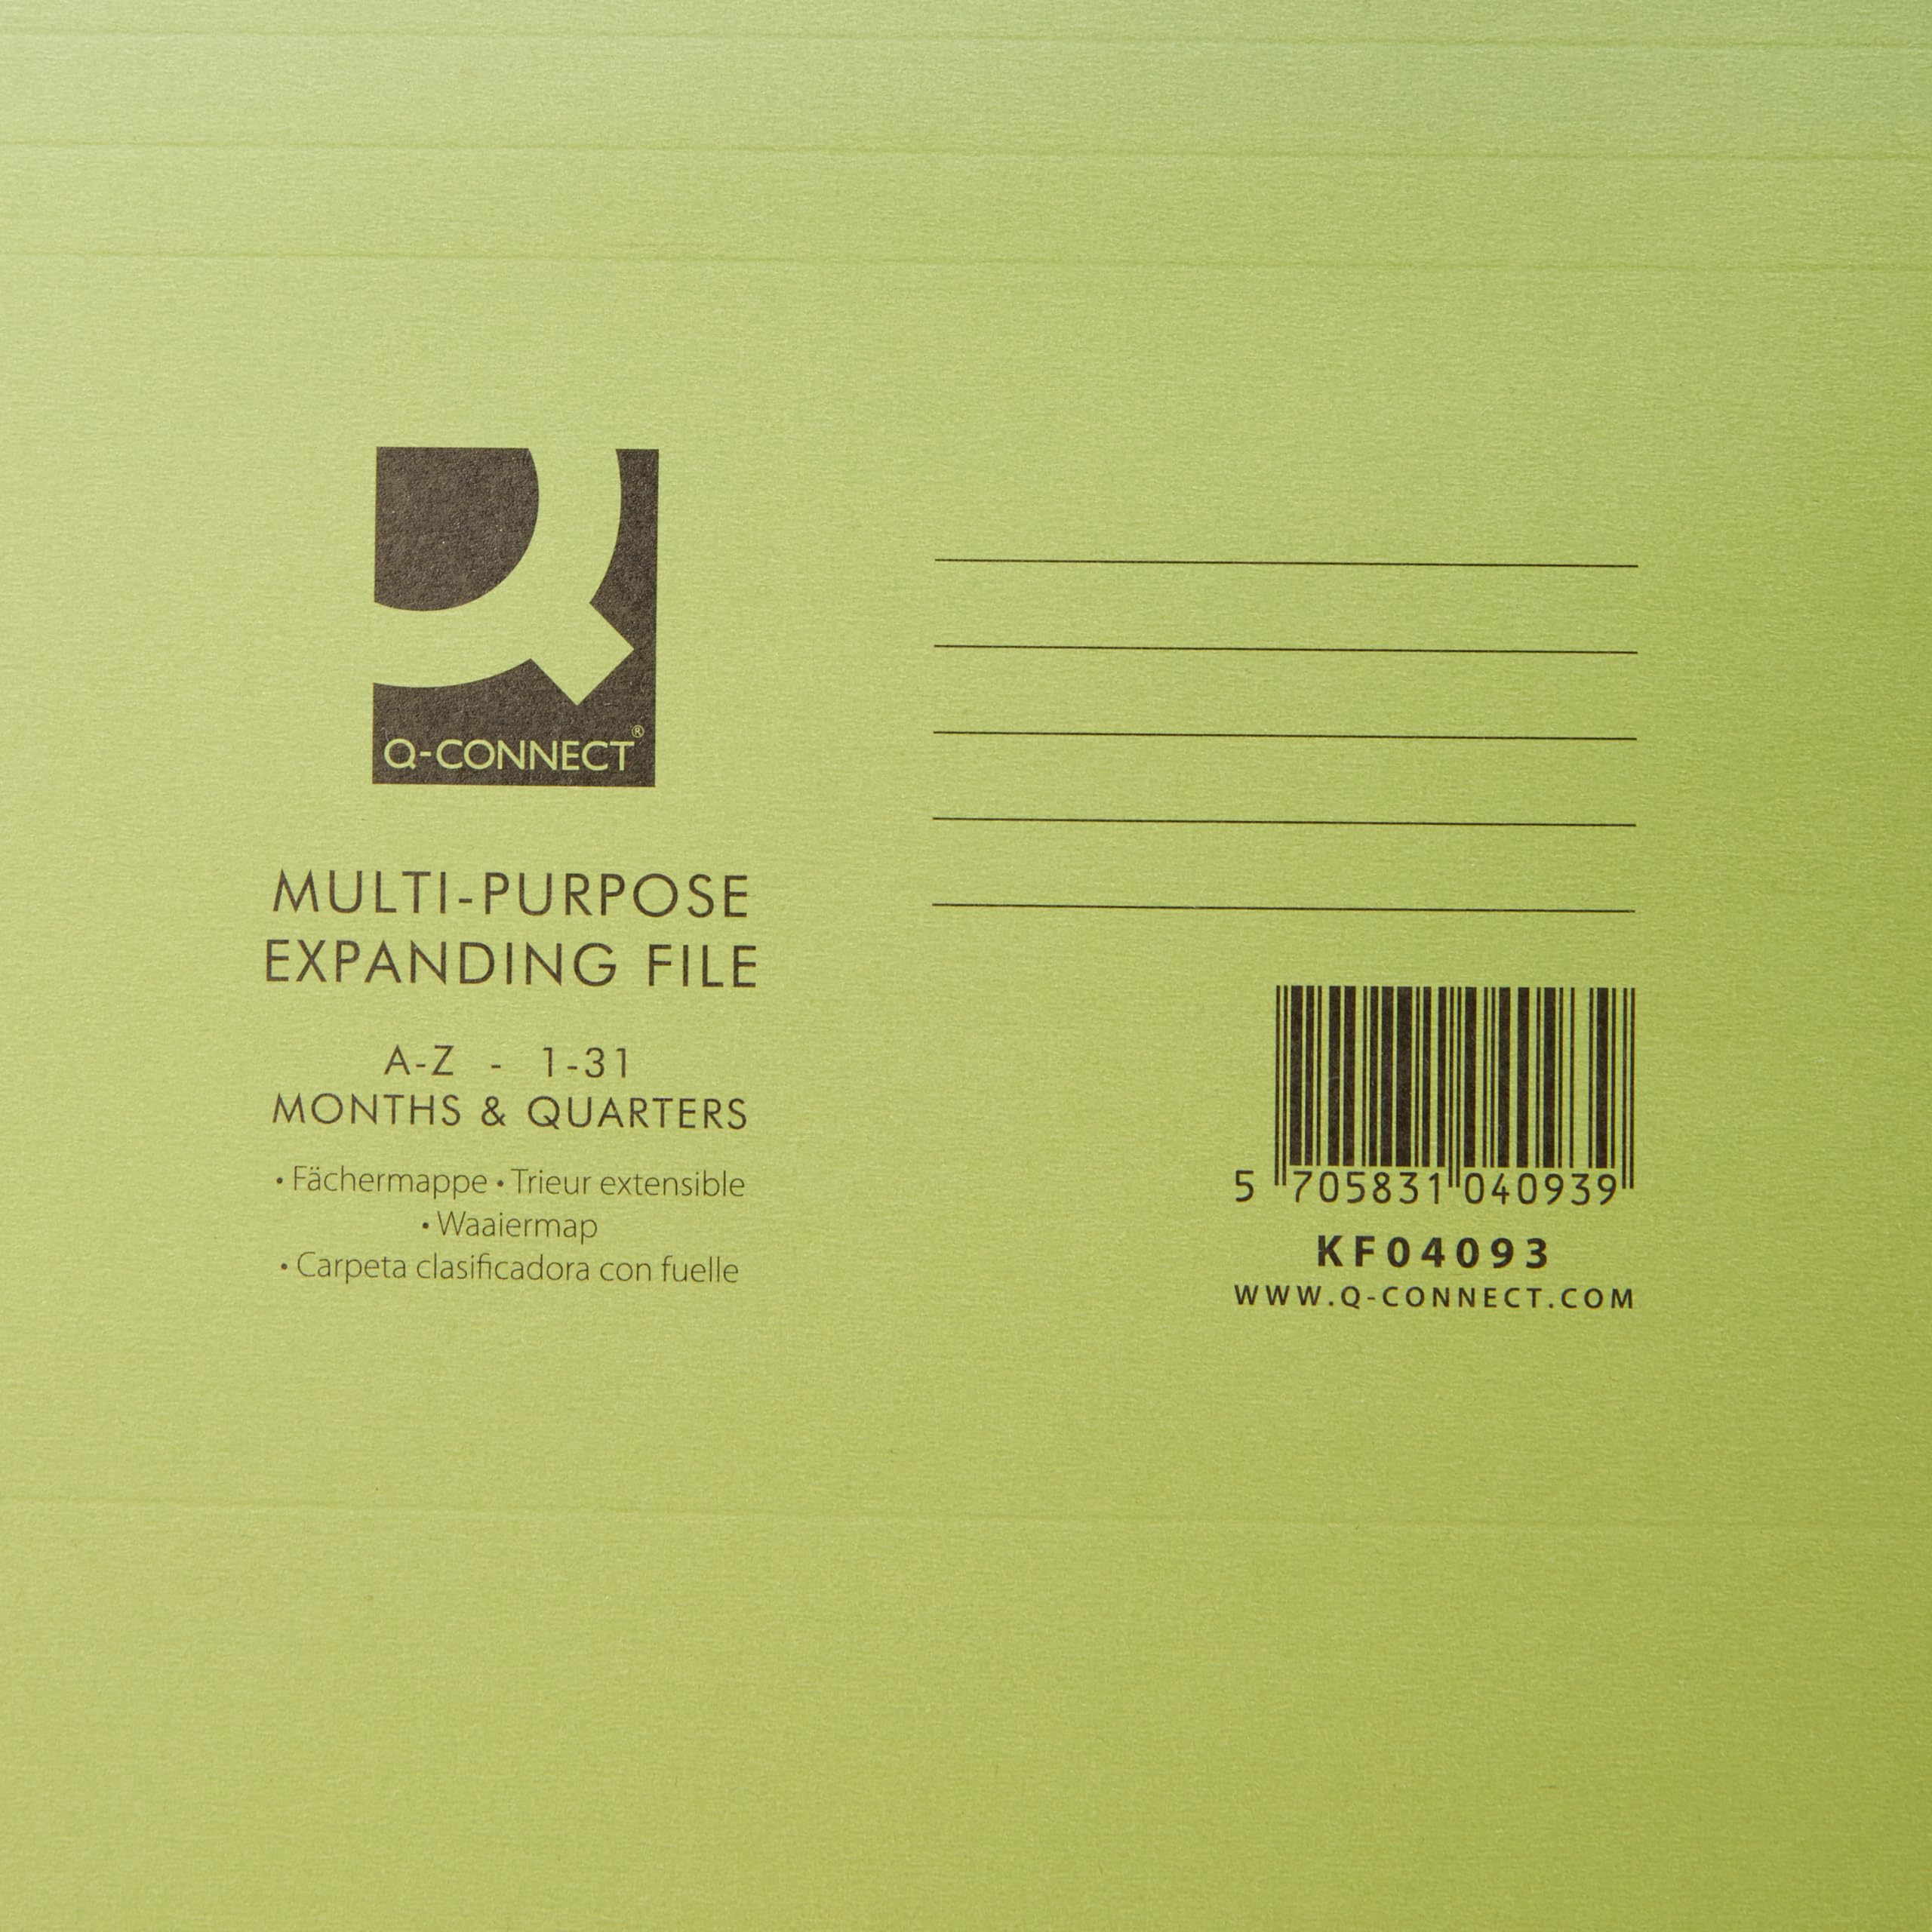 Q-CONNECT®
MULTI-PURPOSE
EXPANDING FILE
A-Z - 1-31
MONTHS & QUARTERS
• Fächermappe • Trieur extensible
• Waaiermap
• Carpeta clasificadora con fuelle
5 705831 040939
KF04093
WWW.Q-CONNECT.COM